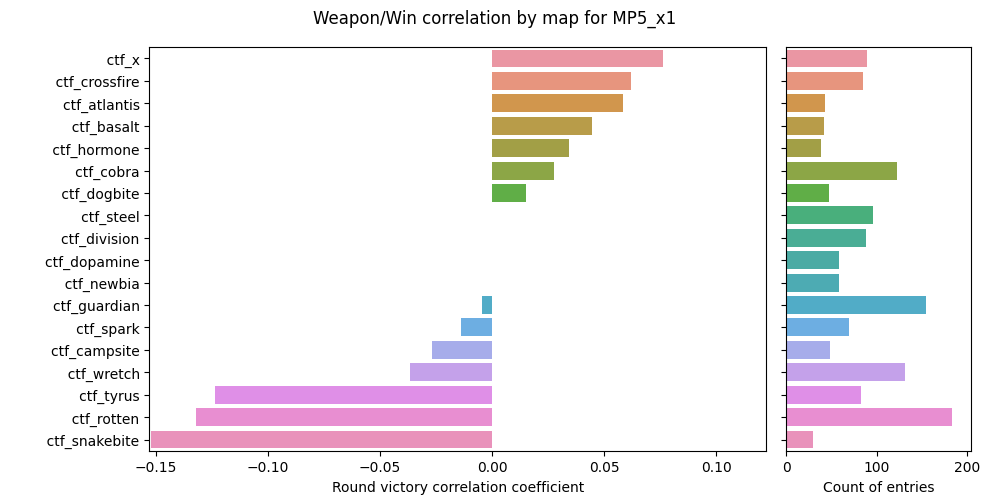 Weapon/Win correlation by map for MP5_x1
ctf_x
ctf_crossfire
ctf_atlantis
ctf_basalt
ctf_hormone
ctf_cobra
ctf_dogbite
ctf_steel
ctf_division
ctf_dopamine
ctf_newbia
ctf_guardian
ctf_spark
ctf_campsite
ctf_wretch
ctf_tyrus
ctf_rotten
ctf_snakebite
−0.15 −0.10 −0.05 0.00 0.05 0.10
Round victory correlation coefficient
0 100 200
Count of entries